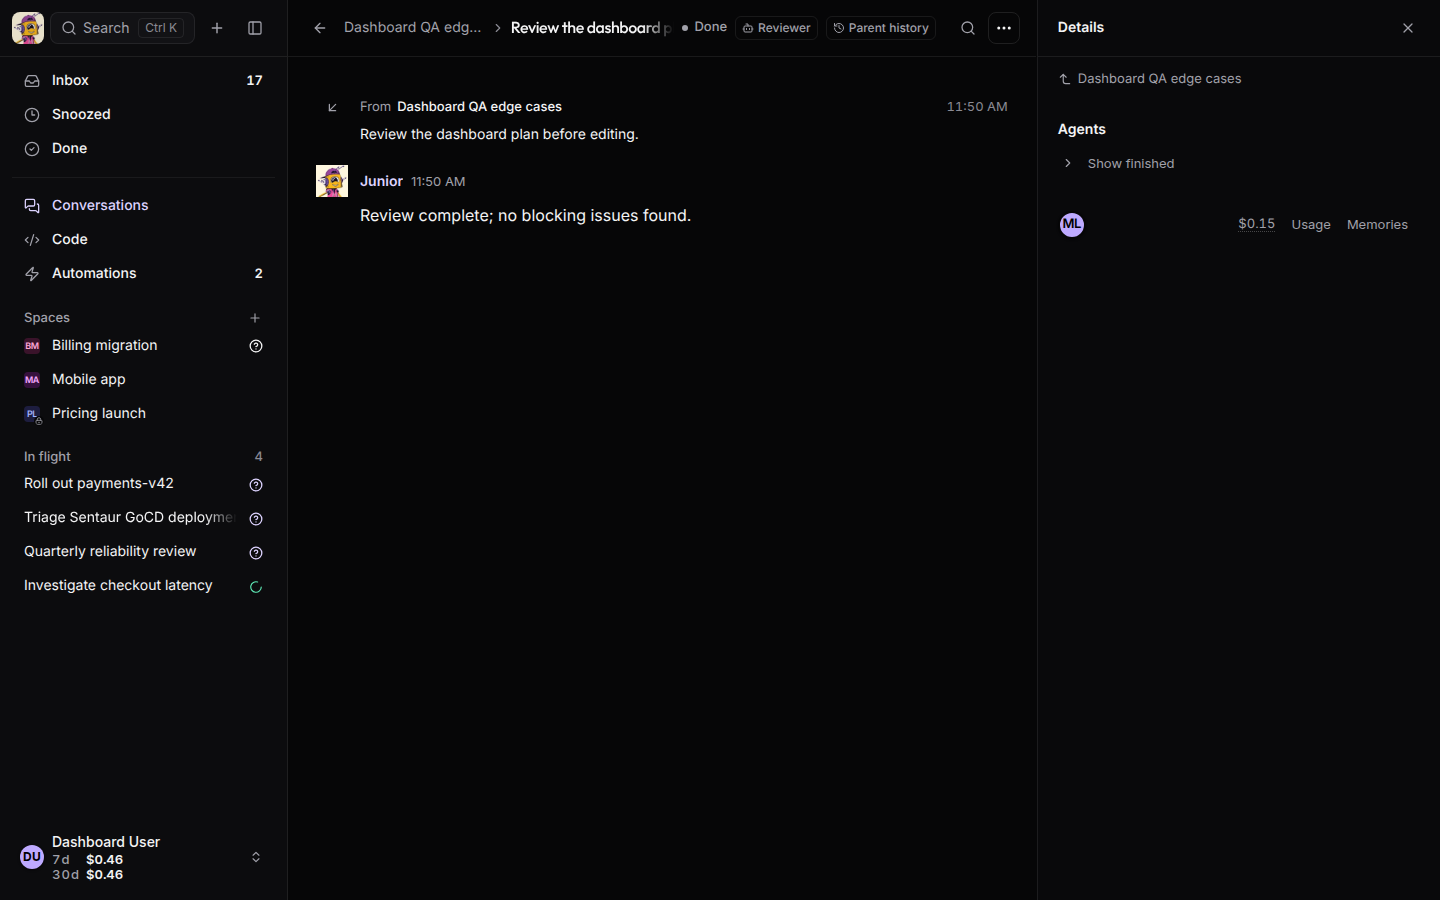 Search Ctrl K
Inbox 17
Snoozed
Done
Conversations
Code
Automations 2
Spaces
BM Billing migration
MA Mobile app
PL Pricing launch
In flight 4
Roll out payments-v42
Triage Sentaur GoCD deployme
Quarterly reliability review
Investigate checkout latency
DU Dashboard User
7d $0.46
30d $0.46
Dashboard QA edg... Review the dashboard p Done Reviewer Parent history
From Dashboard QA edge cases 11:50 AM
Review the dashboard plan before editing.
Junior 11:50 AM
Review complete; no blocking issues found.
Details
Dashboard QA edge cases
Agents
Show finished
ML $0.15 Usage Memories